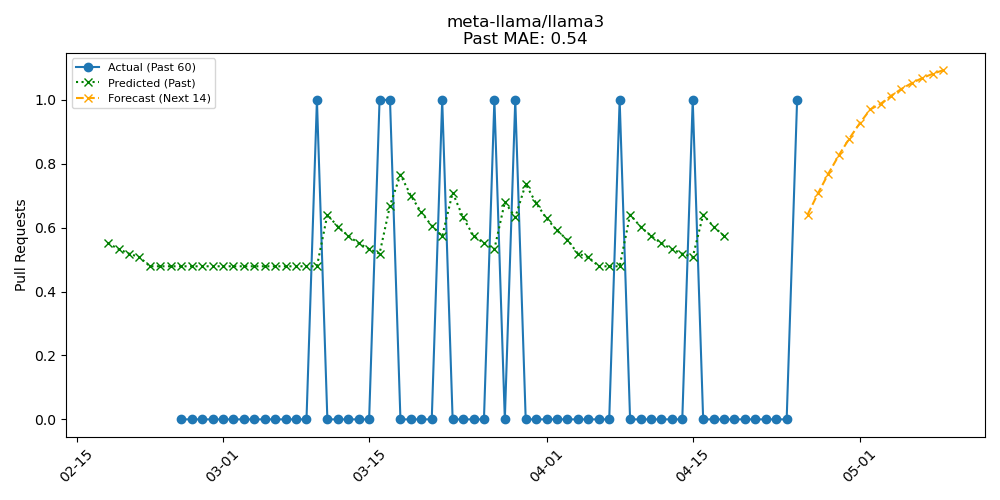 meta-llama/llama3
Past MAE: 0.54
Actual (Past 60)
Predicted (Past)
Forecast (Next 14)
Pull Requests
1.0
0.8
0.6
0.4
0.2
0.0
02-15
03-01
03-15
04-01
04-15
05-01